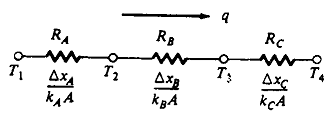 q
R_A R_B R_C
T_1 T_2 T_3 T_4
Δx_A/k_A A Δx_B/k_B A Δx_C/k_C A